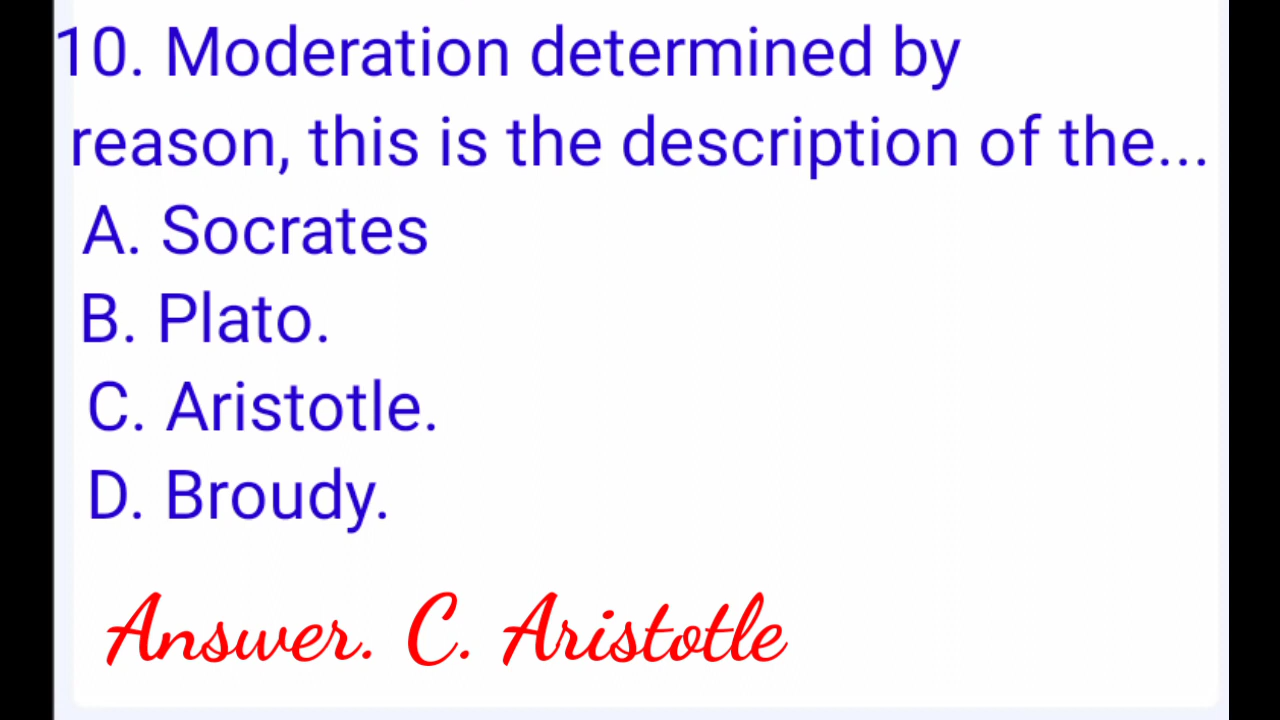 10. Moderation determined by
reason, this is the description of the...
A. Socrates
B. Plato.
C. Aristotle.
D. Broudy.
Answer. C. Aristotle